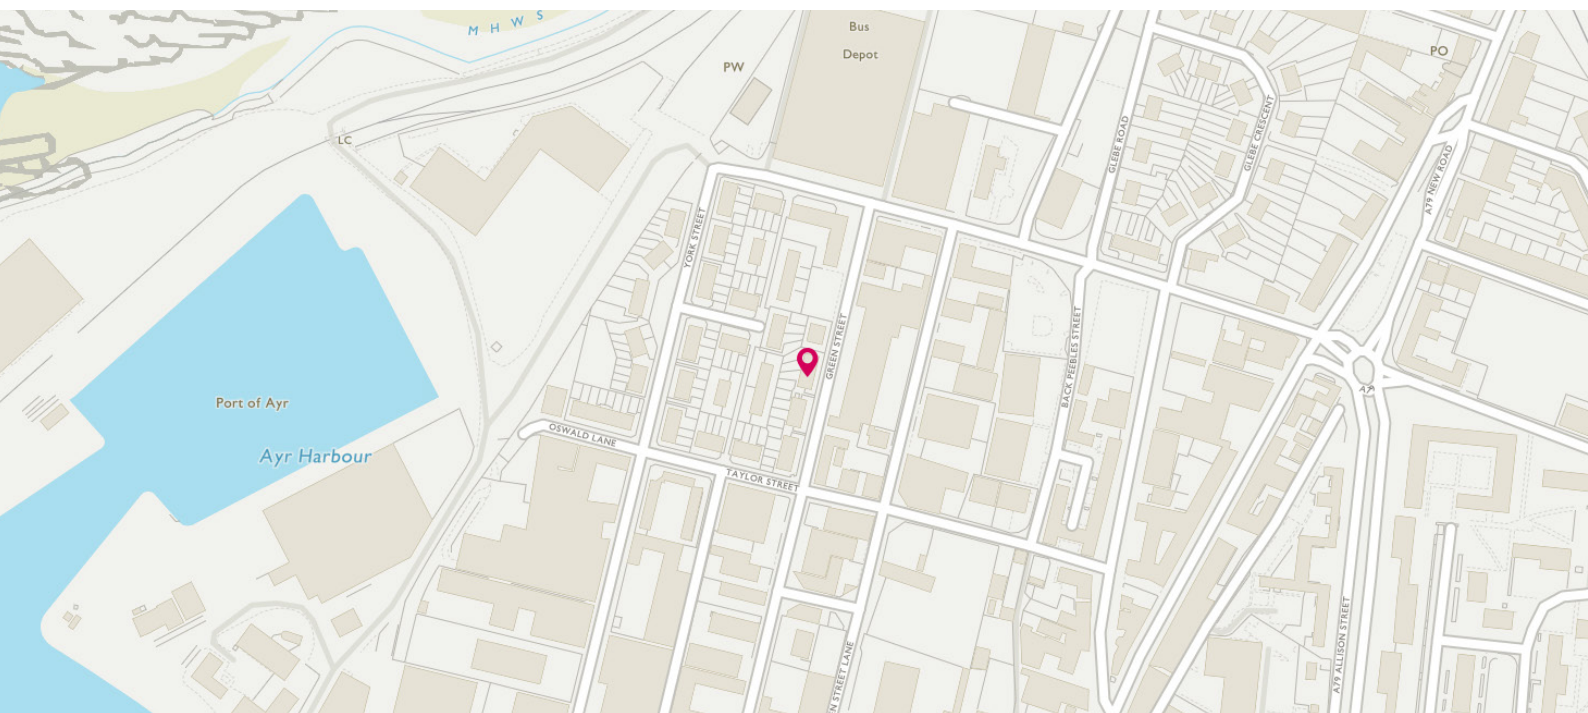 M H W S
Bus
Depot
PO
PW
LC
GLEBE ROAD
GLEBE CRESCENT
A79 NEW ROAD
YORK STREET
GREEN STREET
BACK PEEBLES STREET
A79
Port of Ayr
Ayr Harbour
OSWALD LANE
TAYLOR STREET
A79 ALLISON STREET
N STREET LANE